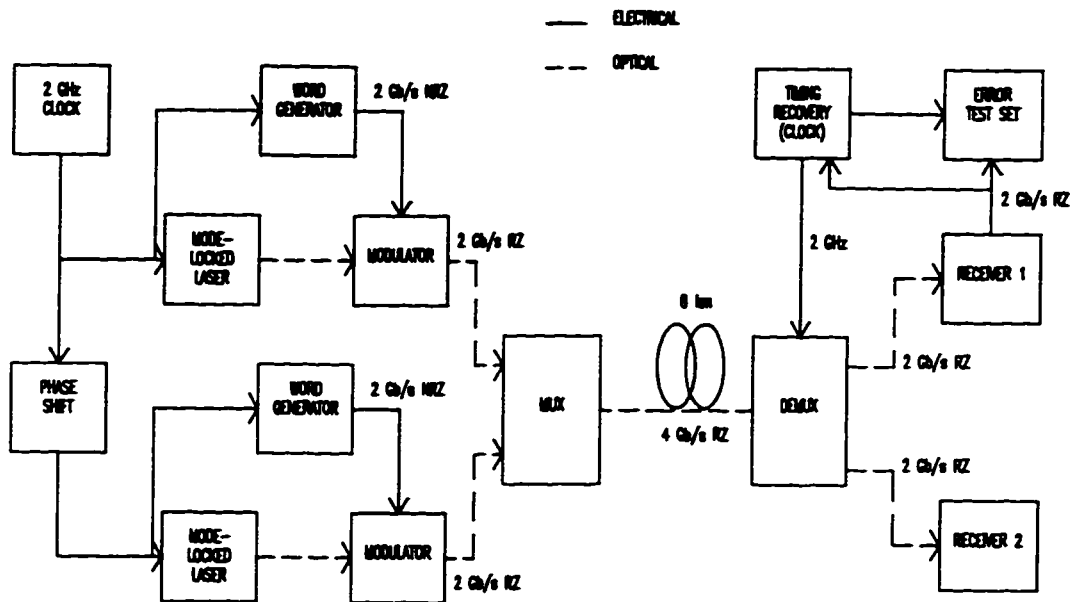 ELECTRICAL
OPTICAL
2 GHz
CLOCK
WORD
GENERATOR
2 Gb/s NRZ
TIMING
RECOVERY
(CLOCK)
ERROR
TEST SET
2 Gb/s RZ
MODE-
LOCKED
LASER
MODULATOR
2 Gb/s RZ
2 GHz
RECEIVER 1
8 km
PHASE
SHIFT
WORD
GENERATOR
2 Gb/s NRZ
MUX
4 Gb/s RZ
DEMUX
2 Gb/s RZ
2 Gb/s RZ
MODE-
LOCKED
LASER
MODULATOR
2 Gb/s RZ
RECEIVER 2